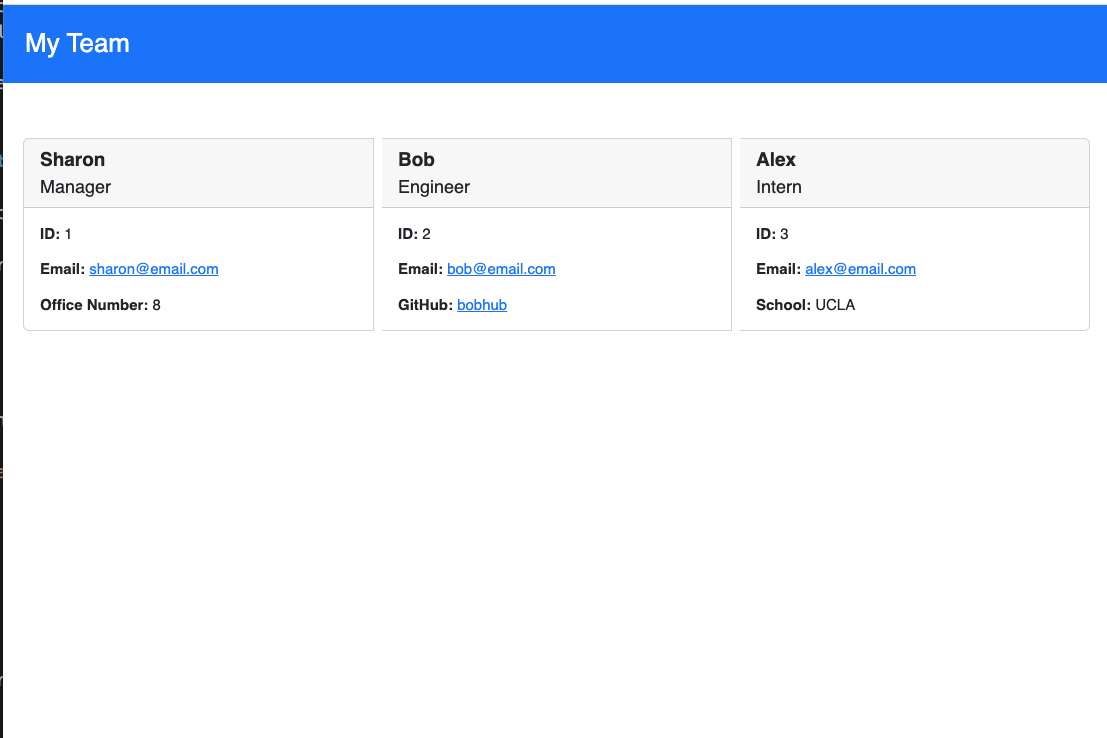 My Team
Sharon
Manager
ID: 1
Email: sharon@email.com
Office Number: 8
Bob
Engineer
ID: 2
Email: bob@email.com
GitHub: bobhub
Alex
Intern
ID: 3
Email: alex@email.com
School: UCLA